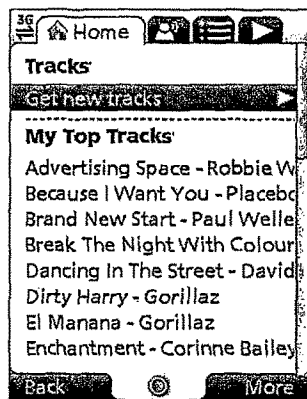 3G
Home
Tracks
Get new tracks
My Top Tracks
Advertising Space - Robbie W
Because I Want You - Placebo
Brand New Start - Paul Welle
Break The Night With Colour
Dancing In The Street - David
Dirty Harry - Gorillaz
El Manana - Gorillaz
Enchantment - Corinne Bailey
Back More